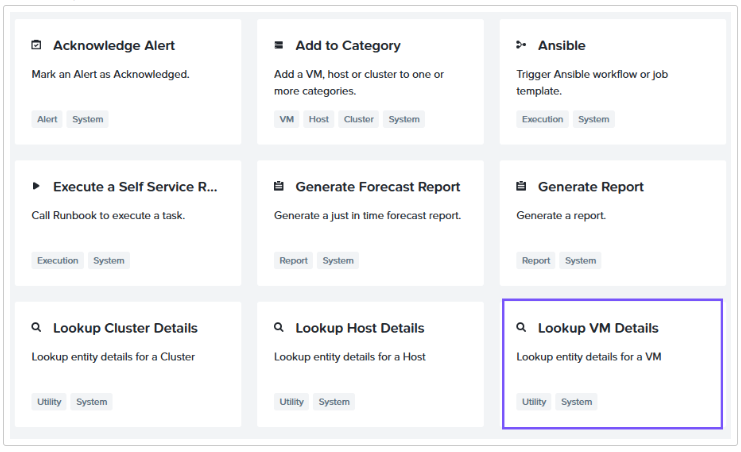 Acknowledge Alert
Mark an Alert as Acknowledged.
Alert System
Add to Category
Add a VM, host or cluster to one or
more categories.
VM Host Cluster System
Ansible
Trigger Ansible workflow or job
template.
Execution System
Execute a Self Service R...
Call Runbook to execute a task.
Execution System
Generate Forecast Report
Generate a just in time forecast report.
Report System
Generate Report
Generate a report.
Report System
Lookup Cluster Details
Lookup entity details for a Cluster
Utility System
Lookup Host Details
Lookup entity details for a Host
Utility System
Lookup VM Details
Lookup entity details for a VM
Utility System